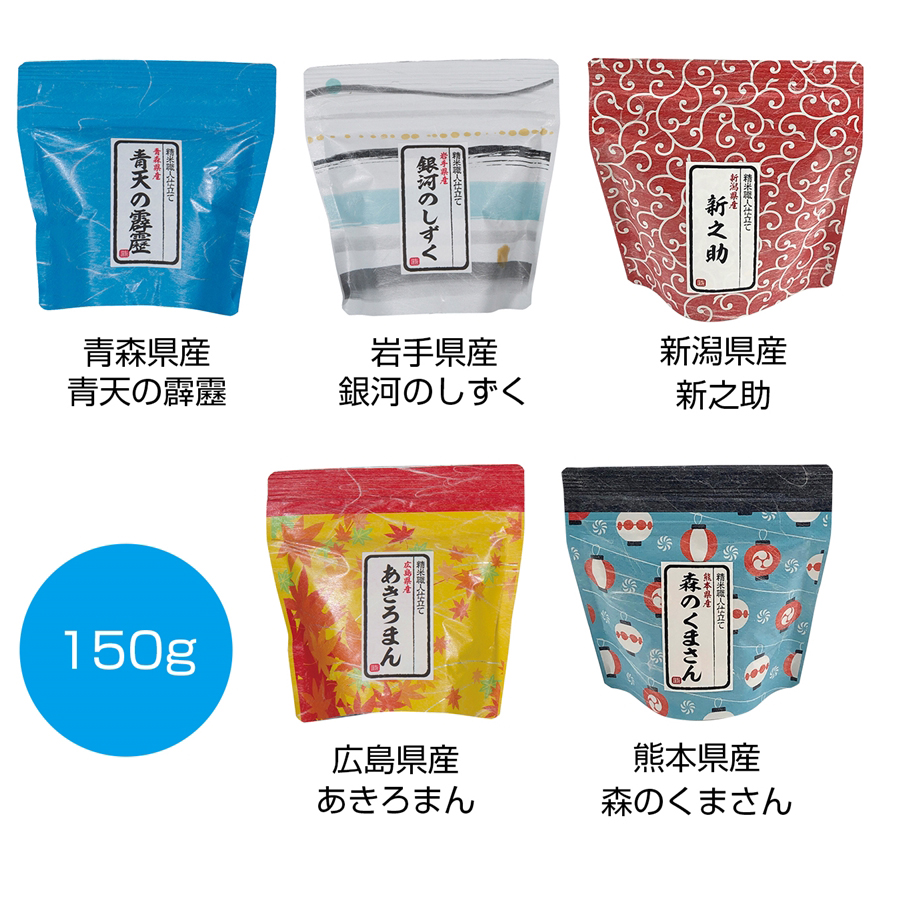 精米職人仕立て
青森県産
青天の霹靂
精米職人仕立て
岩手県産
銀河のしずく
精米職人仕立て
新潟県産
新之助
青森県産
青天の霹靂
岩手県産
銀河のしずく
新潟県産
新之助
精米職人仕立て
広島県産
あきろまん
精米職人仕立て
熊本県産
森のくまさん
150g
広島県産
あきろまん
熊本県産
森のくまさん